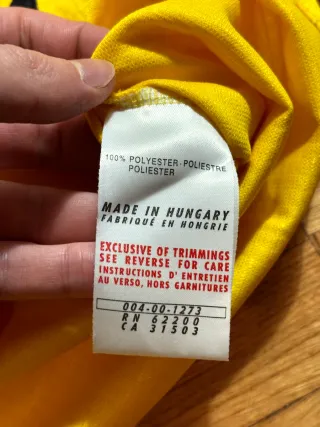 100% POLYESTER-POLIESTRE
POLIESTER
MADE IN HUNGARY
FABRIQUÉ EN HONGRIE
EXCLUSIVE OF TRIMMINGS
SEE REVERSE FOR CARE
INSTRUCTIONS D'ENTRETIEN
AU VERSO, HORS GARNITURES
004-00-1273
RN 62200
CA 31503